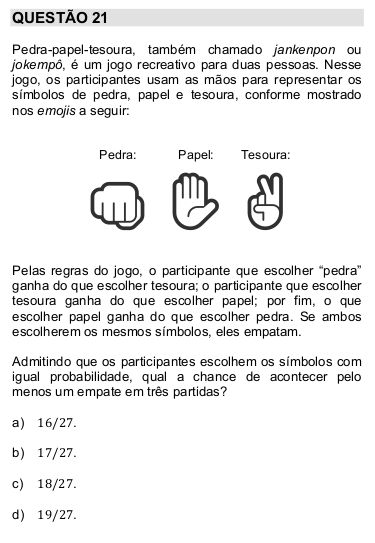 QUESTÃO 21
Pedra-papel-tesoura, também chamado jankenpon ou
jokempô, é um jogo recreativo para duas pessoas. Nesse
jogo, os participantes usam as mãos para representar os
símbolos de pedra, papel e tesoura, conforme mostrado
nos emojis a seguir:
Pedra: Papel: Tesoura:
Pelas regras do jogo, o participante que escolher “pedra”
ganha do que escolher tesoura; o participante que escolher
tesoura ganha do que escolher papel; por fim, o que
escolher papel ganha do que escolher pedra. Se ambos
escolherem os mesmos símbolos, eles empatam.
Admitindo que os participantes escolhem os símbolos com
igual probabilidade, qual a chance de acontecer pelo
menos um empate em três partidas?
a) 16/27.
b) 17/27.
c) 18/27.
d) 19/27.